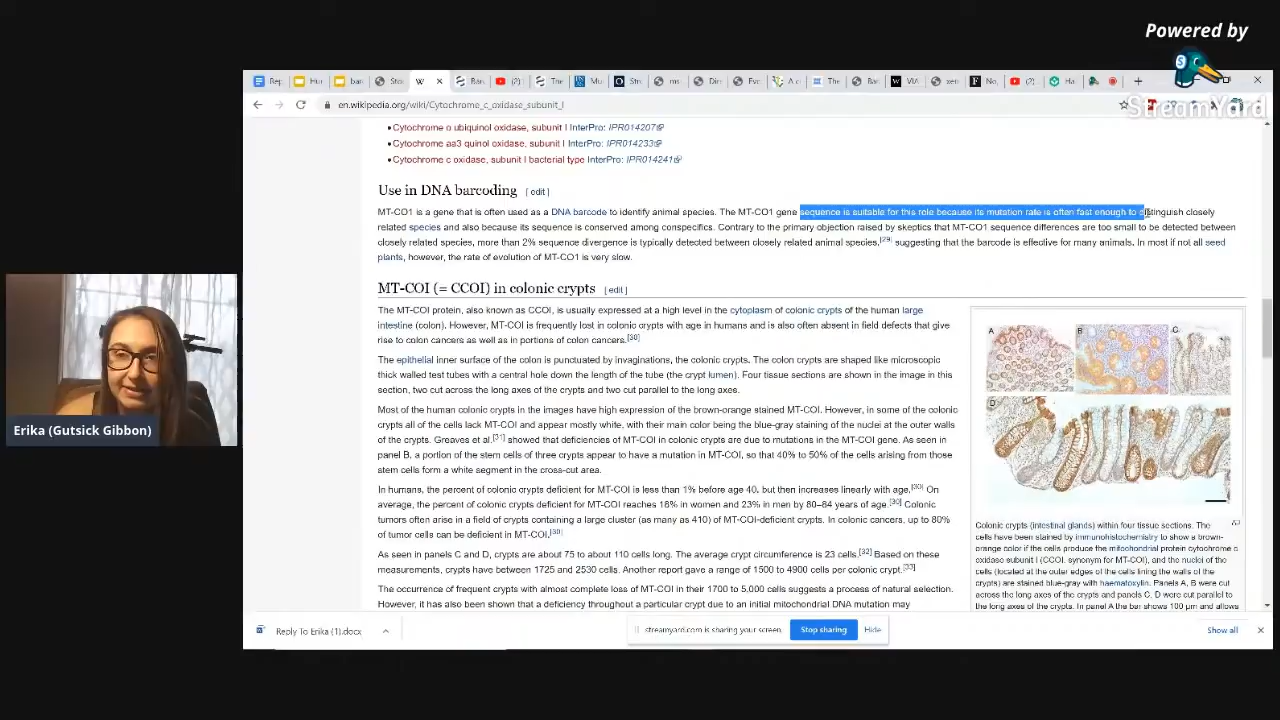 Powered by
StreamYard
en.wikipedia.org/wiki/Cytochrome_c_oxidase_subunit_I
Cytochrome o ubiquinol oxidase, subunit I InterPro: IPR014207
Cytochrome aa3 quinol oxidase, subunit I InterPro: IPR014233
Cytochrome c oxidase, subunit I bacterial type InterPro: IPR014241
Use in DNA barcoding [ edit ]
MT-CO1 is a gene that is often used as a DNA barcode to identify animal species. The MT-CO1 gene sequence is suitable for this role because its mutation rate is often fast enough to distinguish closely
related species and also because its sequence is conserved among conspecifics. Contrary to the primary objection raised by skeptics that MT-CO1 sequence differences are too small to be detected between
closely related species, more than 2% sequence divergence is typically detected between closely related animal species,[29] suggesting that the barcode is effective for many animals. In most if not all seed
plants, however, the rate of evolution of MT-CO1 is very slow.
MT-COI (= CCOI) in colonic crypts [ edit ]
The MT-COI protein, also known as CCOI, is usually expressed at a high level in the cytoplasm of colonic crypts of the human large
intestine (colon). However, MT-COI is frequently lost in colonic crypts with age in humans and is also often absent in field defects that give
rise to colon cancers as well as in portions of colon cancers.[30]
The epithelial inner surface of the colon is punctuated by invaginations, the colonic crypts. The colon crypts are shaped like microscopic
thick walled test tubes with a central hole down the length of the tube (the crypt lumen). Four tissue sections are shown in the image in this
section, two cut across the long axes of the crypts and two cut parallel to the long axes.
Most of the human colonic crypts in the images have high expression of the brown-orange stained MT-COI. However, in some of the colonic
crypts all of the cells lack MT-COI and appear mostly white, with their main color being the blue-gray staining of the nuclei at the outer walls
of the crypts. Greaves et al.[31] showed that deficiencies of MT-COI in colonic crypts are due to mutations in the MT-COI gene. As seen in
panel B, a portion of the stem cells of three crypts appear to have a mutation in MT-COI, so that 40% to 50% of the cells arising from those
stem cells form a white segment in the cross-cut area.
In humans, the percent of colonic crypts deficient for MT-COI is less than 1% before age 40, but then increases linearly with age.[30] On
average, the percent of colonic crypts deficient for MT-COI reaches 18% in women and 23% in men by 80–84 years of age.[30] Colonic
tumors often arise in a field of crypts containing a large cluster (as many as 410) of MT-COI-deficient crypts. In colonic cancers, up to 80%
of tumor cells can be deficient in MT-COI.[30]
As seen in panels C and D, crypts are about 75 to about 110 cells long. The average crypt circumference is 23 cells.[32] Based on these
measurements, crypts have between 1725 and 2530 cells. Another report gave a range of 1500 to 4900 cells per colonic crypt.[33]
The occurrence of frequent crypts with almost complete loss of MT-COI in their 1700 to 5,000 cells suggests a process of natural selection.
However, it has also been shown that a deficiency throughout a particular crypt due to an initial mitochondrial DNA mutation may
A
B
C
D
Colonic crypts (intestinal glands) within four tissue sections. The
cells have been stained by immunohistochemistry to show a brown-
orange color if the cells produce the mitochondrial protein cytochrome c
oxidase subunit I (CCOI, synonym for MT-COI), and the nuclei of the
cells (located at the outer edges of the cells lining the walls of the
crypts) are stained blue-gray with haematoxylin. Panels A, B were cut
across the long axes of the crypts and panels C, D were cut parallel to
the long axes of the crypts. In panel A the bar shows 100 µm and allows
Erika (Gutsick Gibbon)
Reply To Erika (1).docx
streamyard.com is sharing your screen.
Stop sharing
Hide
Show all